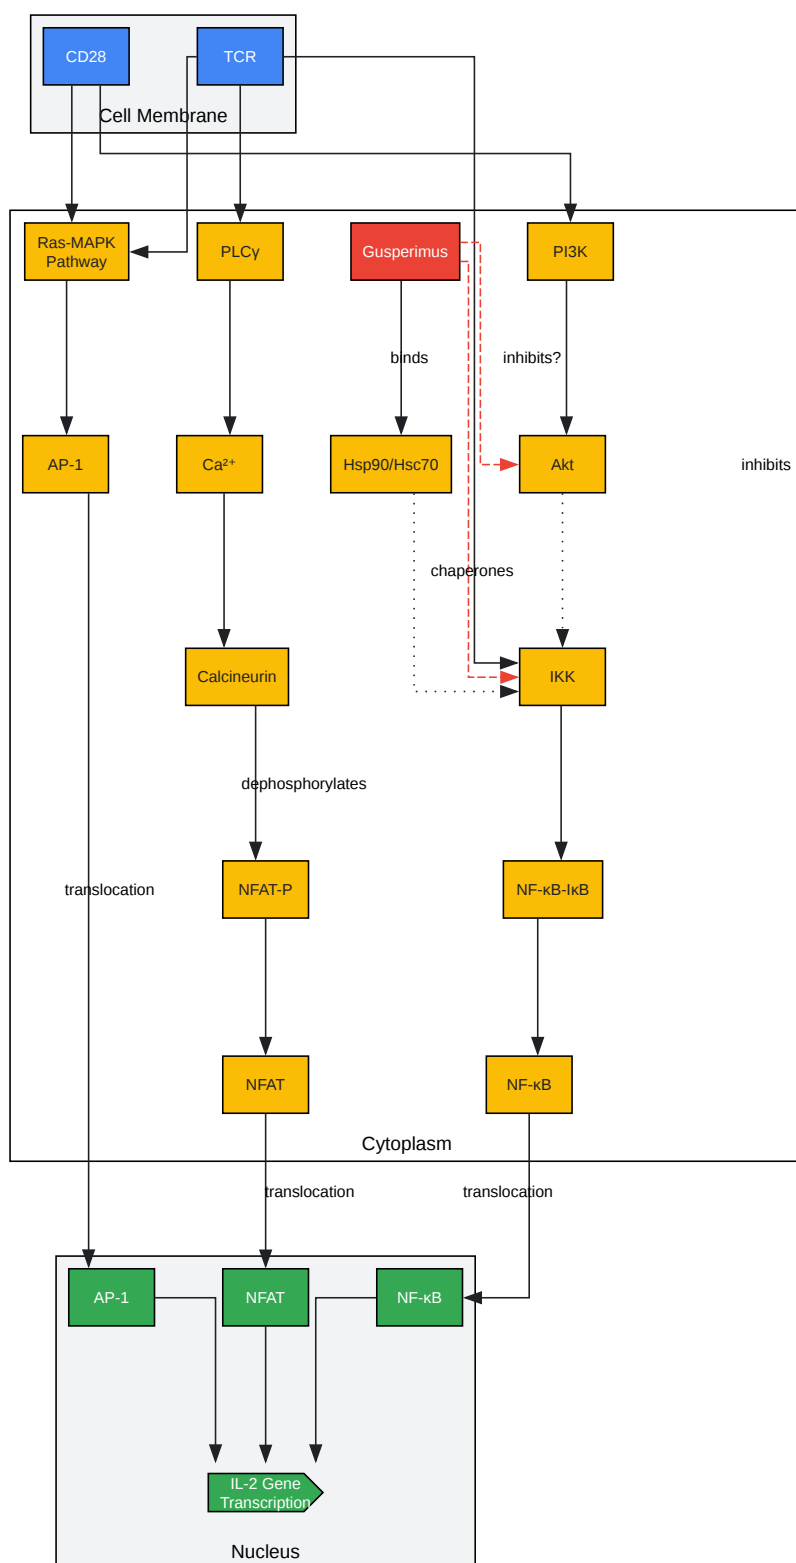 CD28
TCR
Cell Membrane
Ras-MAPK
Pathway
PLCγ
Gusperimus
PI3K
binds
inhibits?
AP-1
Ca²⁺
Hsp90/Hsc70
Akt
inhibits
chaperones
Calcineurin
IKK
dephosphorylates
translocation
NFAT-P
NF-κB-IκB
NFAT
NF-κB
Cytoplasm
translocation
translocation
AP-1
NFAT
NF-κB
IL-2 Gene
Transcription
Nucleus